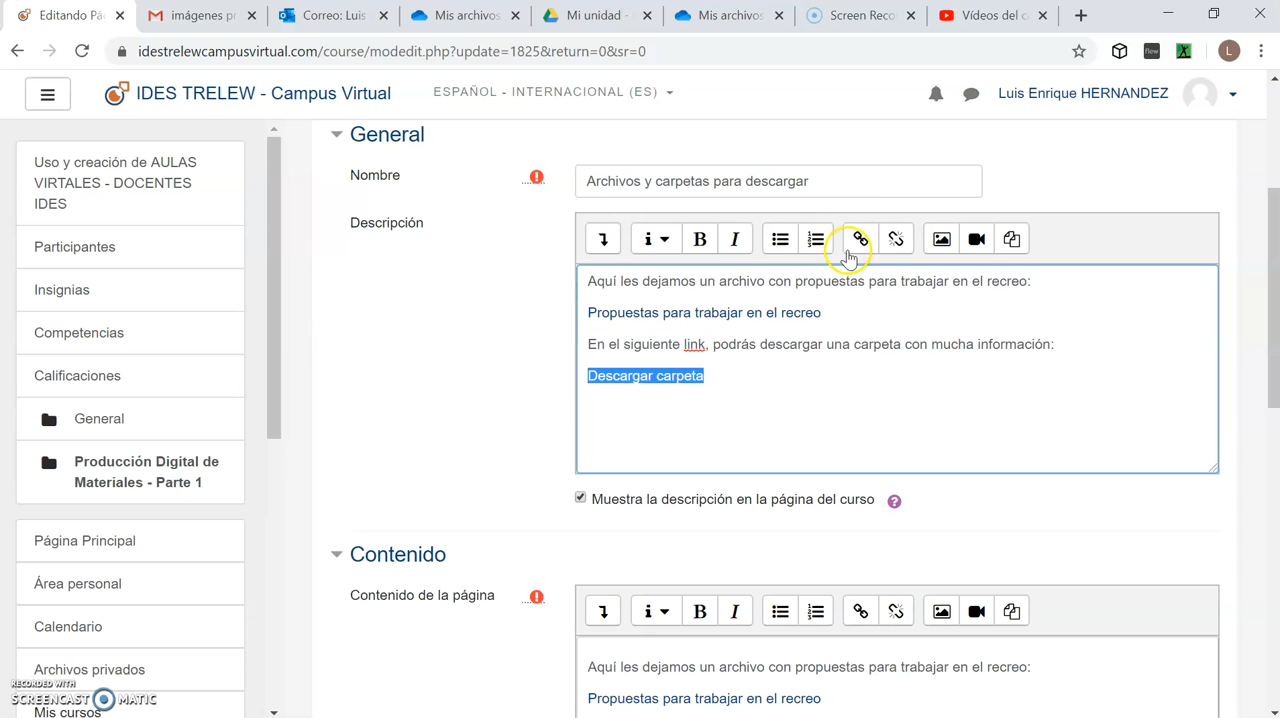 Editando Pá
imágenes pr
Correo: Luis
Mis archivos
Mi unidad -
Mis archivos
Screen Reco
Vídeos del c
idestrelewcampusvirtual.com/course/modedit.php?update=1825&return=0&sr=0
flew
L
IDES TRELEW - Campus Virtual
ESPAÑOL - INTERNACIONAL (ES)
Luis Enrique HERNANDEZ
Uso y creación de AULAS
VIRTALES - DOCENTES
IDES
Participantes
Insignias
Competencias
Calificaciones
General
Producción Digital de
Materiales - Parte 1
Página Principal
Área personal
Calendario
Archivos privados
Mis cursos
RECORDED WITH
SCREENCAST MATIC
General
Nombre
Archivos y carpetas para descargar
Descripción
i B I
Aquí les dejamos un archivo con propuestas para trabajar en el recreo:
Propuestas para trabajar en el recreo
En el siguiente link, podrás descargar una carpeta con mucha información:
Descargar carpeta
Muestra la descripción en la página del curso
Contenido
Contenido de la página
i B I
Aquí les dejamos un archivo con propuestas para trabajar en el recreo:
Propuestas para trabajar en el recreo